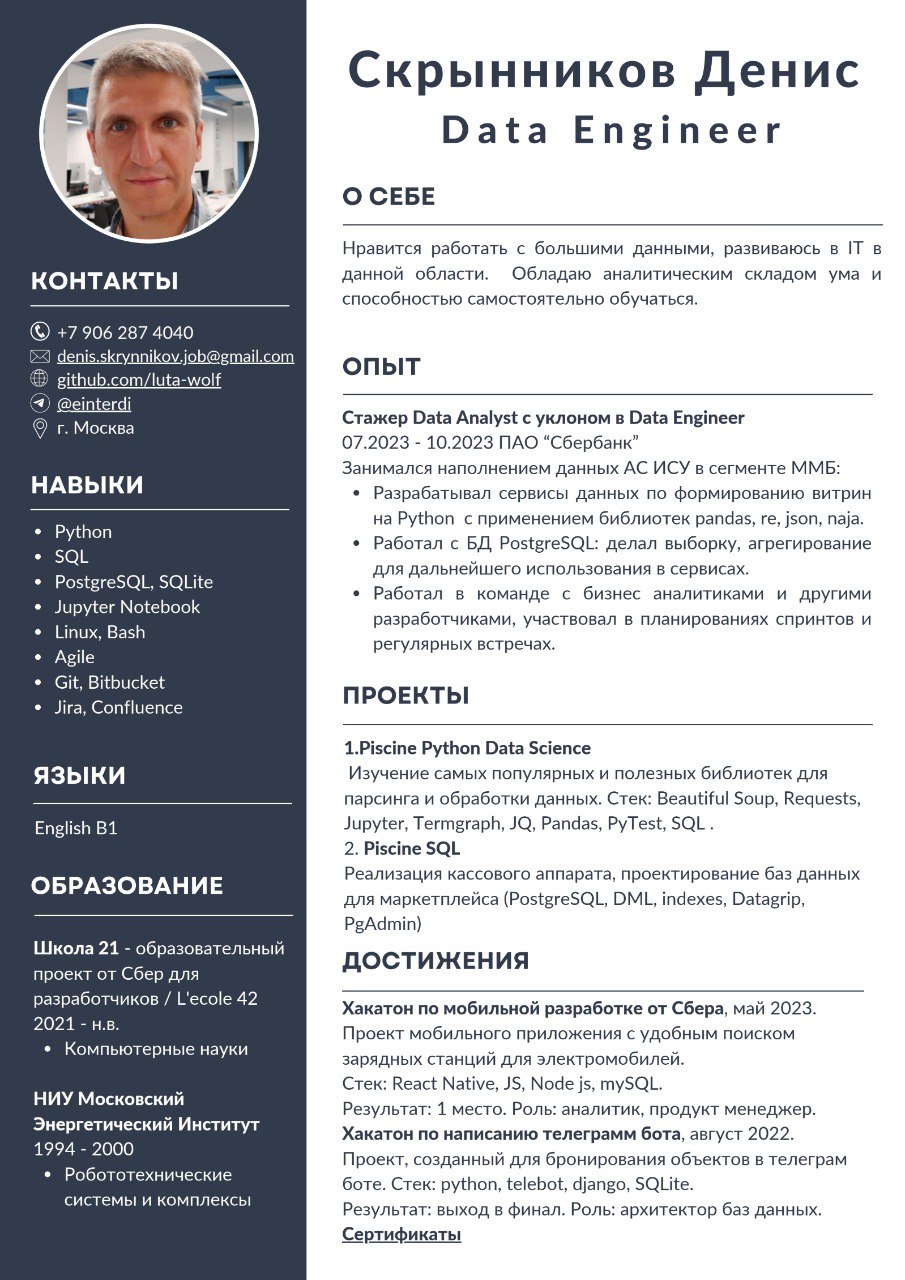 Скрынников Денис
Data Engineer
КОНТАКТЫ
+7 906 287 4040
denis.skrynnikov.job@gmail.com
github.com/luta-wolf
@einterdi
г. Москва
НАВЫКИ
• Python
• SQL
• PostgreSQL, SQLite
• Jupyter Notebook
• Linux, Bash
• Agile
• Git, Bitbucket
• Jira, Confluence
ЯЗЫКИ
English B1
ОБРАЗОВАНИЕ
Школа 21 - образовательный
проект от Сбер для
разработчиков / L'ecole 42
2021 - н.в.
• Компьютерные науки
НИУ Московский
Энергетический Институт
1994 - 2000
• Робототехнические
системы и комплексы
О СЕБЕ
Нравится работать с большими данными, развиваюсь в IT в
данной области. Обладаю аналитическим складом ума и
способностью самостоятельно обучаться.
ОПЫТ
Стажер Data Analyst с уклоном в Data Engineer
07.2023 - 10.2023 ПАО “Сбербанк”
Занимался наполнением данных АС ИСУ в сегменте ММБ:
• Разрабатывал сервисы данных по формированию витрин
на Python с применением библиотек pandas, re, json, naja.
• Работал с БД PostgreSQL: делал выборку, агрегирование
для дальнейшего использования в сервисах.
• Работал в команде с бизнес аналитиками и другими
разработчиками, участвовал в планированиях спринтов и
регулярных встречах.
ПРОЕКТЫ
1.Piscine Python Data Science
Изучение самых популярных и полезных библиотек для
парсинга и обработки данных. Стек: Beautiful Soup, Requests,
Jupyter, Termgraph, JQ, Pandas, PyTest, SQL .
2. Piscine SQL
Реализация кассового аппарата, проектирование баз данных
для маркетплейса (PostgreSQL, DML, indexes, Datagrip,
PgAdmin)
ДОСТИЖЕНИЯ
Хакатон по мобильной разработке от Сбера, май 2023.
Проект мобильного приложения с удобным поиском
зарядных станций для электромобилей.
Стек: React Native, JS, Node js, mySQL.
Результат: 1 место. Роль: аналитик, продукт менеджер.
Хакатон по написанию телеграмм бота, август 2022.
Проект, созданный для бронирования объектов в телеграм
боте. Стек: python, telebot, django, SQLite.
Результат: выход в финал. Роль: архитектор баз данных.
Сертификаты